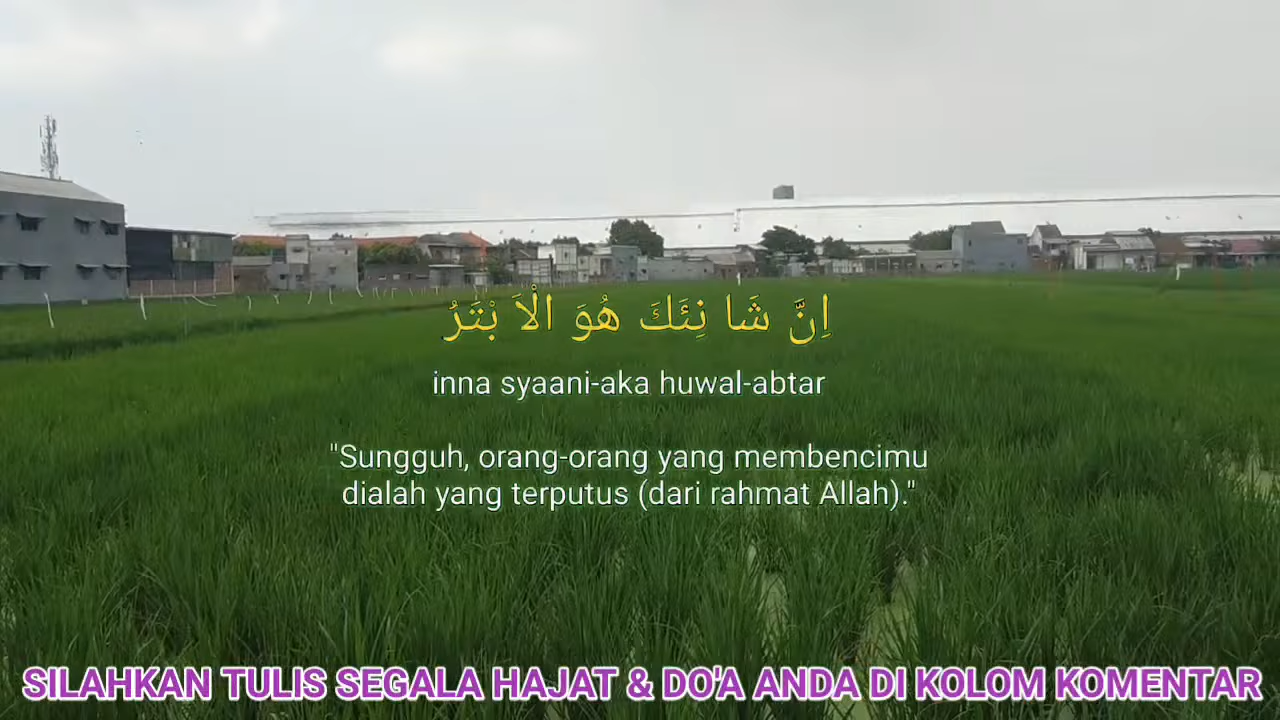 اِنَّ شَا نِئَكَ هُوَ الْاَ بْتَرُ
inna syaani-aka huwal-abtar
"Sungguh, orang-orang yang membencimu
dialah yang terputus (dari rahmat Allah)."
SILAHKAN TULIS SEGALA HAJAT & DO'A ANDA DI KOLOM KOMENTAR